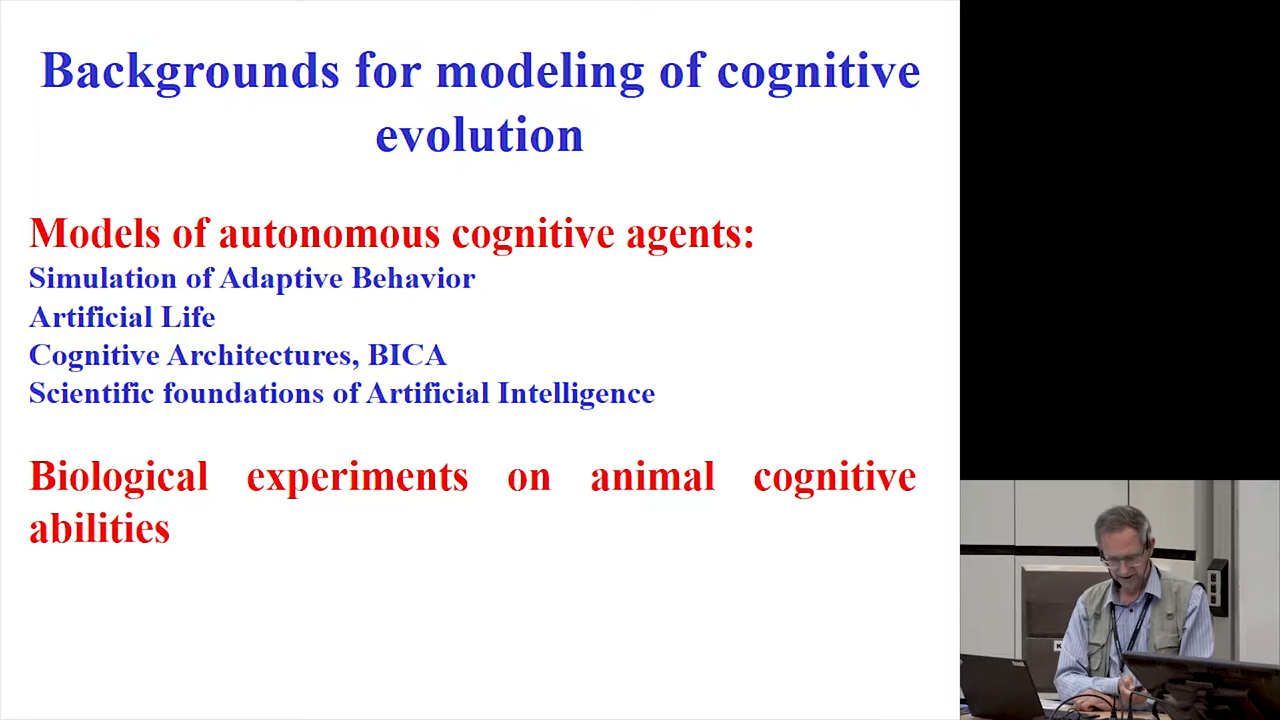 Backgrounds for modeling of cognitive
evolution
Models of autonomous cognitive agents:
Simulation of Adaptive Behavior
Artificial Life
Cognitive Architectures, BICA
Scientific foundations of Artificial Intelligence
Biological experiments on animal cognitive
abilities